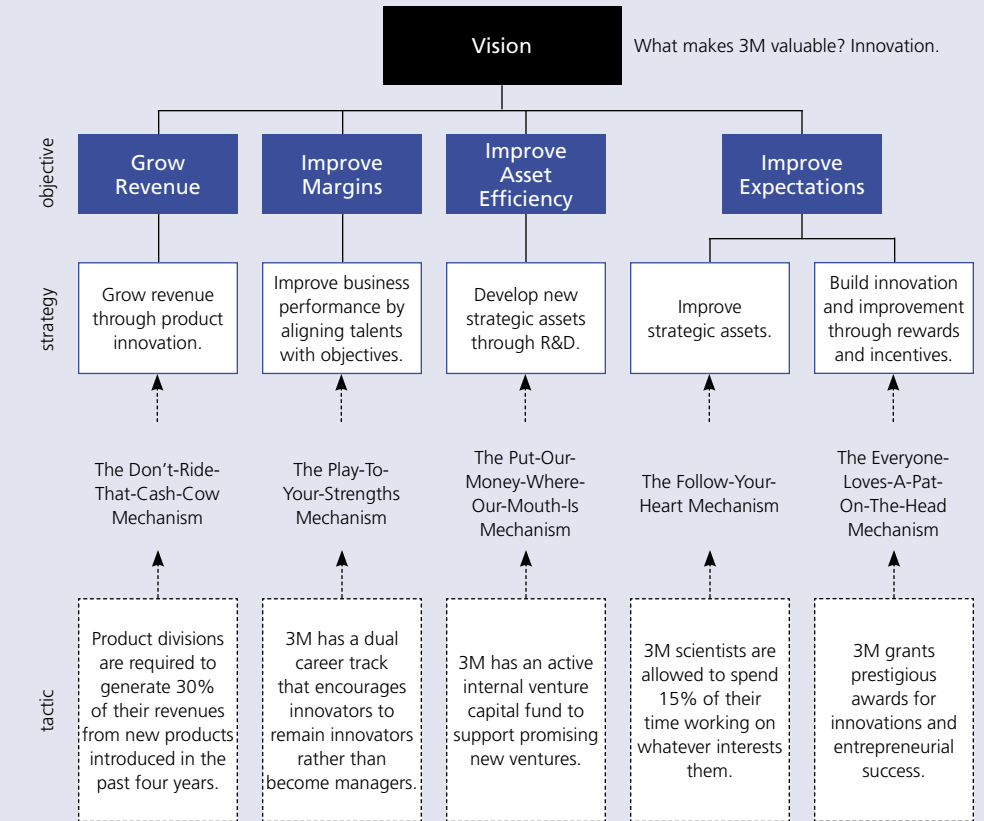 Vision
What makes 3M valuable? Innovation.
objective
Grow
Revenue
Improve
Margins
Improve
Asset
Efficiency
Improve
Expectations
strategy
Grow revenue
through product
innovation.
Improve business
performance by
aligning talents
with objectives.
Develop new
strategic assets
through R&D.
Improve
strategic assets.
Build innovation
and improvement
through rewards
and incentives.
The Don’t-Ride-
That-Cash-Cow
Mechanism
The Play-To-
Your-Strengths
Mechanism
The Put-Our-
Money-Where-
Our-Mouth-Is
Mechanism
The Follow-Your-
Heart Mechanism
The Everyone-
Loves-A-Pat-
On-The-Head
Mechanism
tactic
Product divisions
are required to
generate 30%
of their revenues
from new products
introduced in the
past four years.
3M has a dual
career track
that encourages
innovators to
remain innovators
rather than
become managers.
3M has an active
internal venture
capital fund to
support promising
new ventures.
3M scientists are
allowed to spend
15% of their
time working on
whatever interests
them.
3M grants
prestigious
awards for
innovations and
entrepreneurial
success.